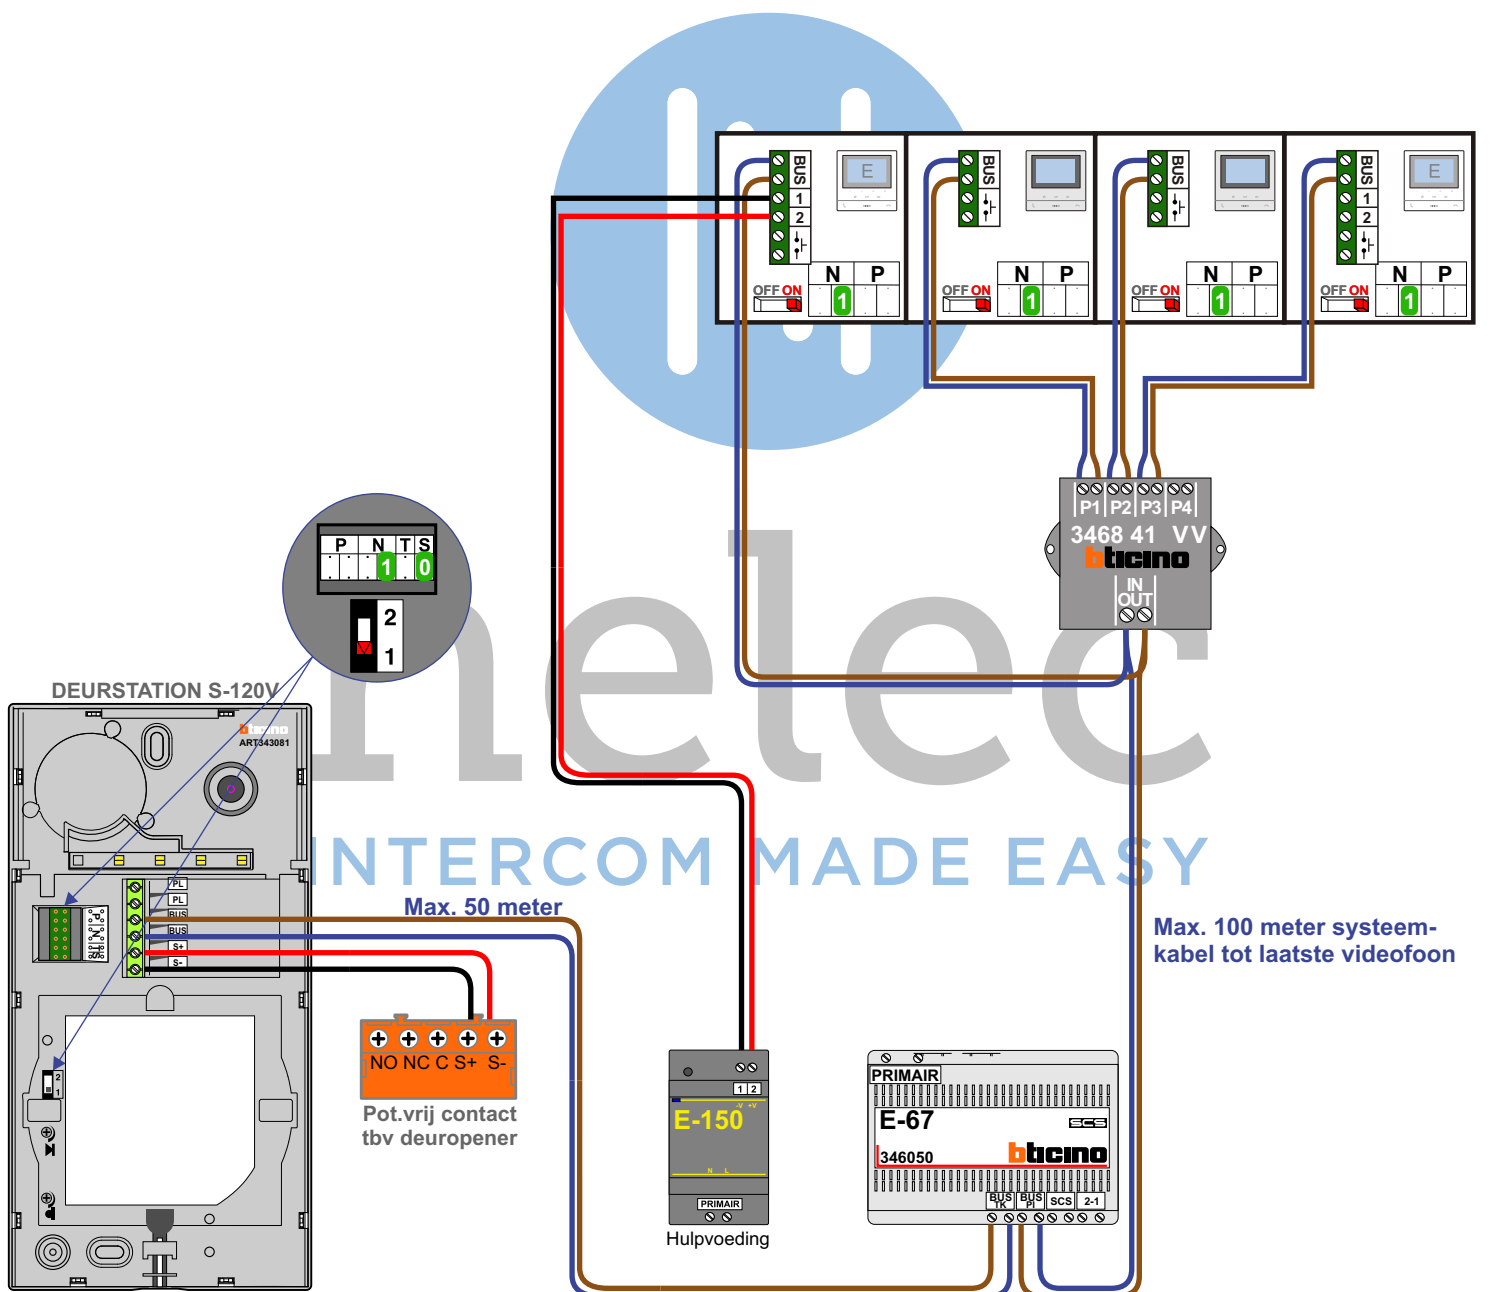 BUS
1
2
E
N P
OFF ON
1
BUS
N P
OFF ON
1
BUS
N P
OFF ON
1
BUS
1
2
E
N P
OFF ON
1
P1 P2 P3 P4
3468 41 VV
bticino
IN
OUT
P N T S
1 0
2
1
nelec
INTERCOM MADE EASY
DEURSTATION S-120V
bticino
ART343081
PL
PL
BUS
BUS
S+
S-
P N T S
2
1
Max. 50 meter
Max. 100 meter systeem-
kabel tot laatste videofoon
NO NC C S+ S-
Pot.vrij contact
tbv deuropener
1 2
-V +V
E-150
N L
PRIMAIR
Hulpvoeding
PRIMAIR
E-67
SCS
346050
bticino
BUS TK BUS PI SCS 2-1